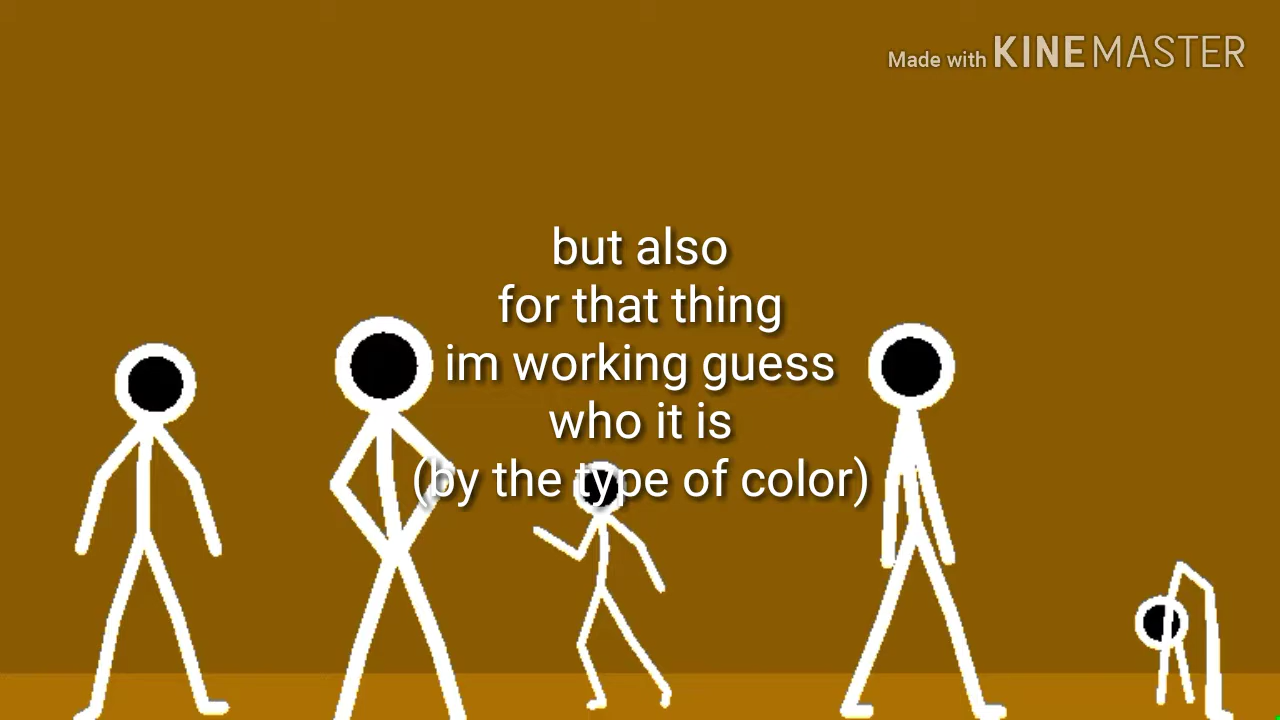 Made with KINEMASTER
but also
for that thing
im working guess
who it is
(by the type of color)